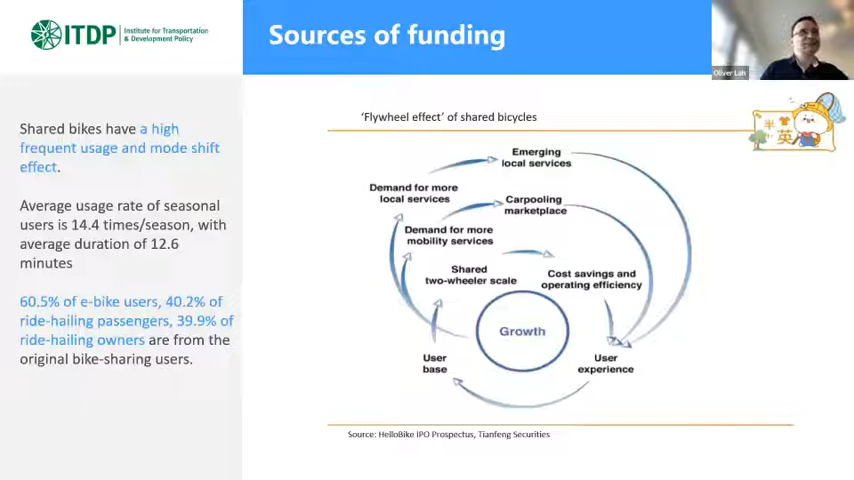 ITDP
Institute for Transportation
& Development Policy
Sources of funding
Oliver Lah
Shared bikes have a high
frequent usage and mode shift
effect.
Average usage rate of seasonal
users is 14.4 times/season, with
average duration of 12.6
minutes
60.5% of e-bike users, 40.2% of
ride-hailing passengers, 39.9% of
ride-hailing owners are from the
original bike-sharing users.
‘Flywheel effect’ of shared bicycles
半
英
Emerging
local services
Demand for more
local services
Carpooling
marketplace
Demand for more
mobility services
Shared
two-wheeler scale
Cost savings and
operating efficiency
Growth
User
base
User
experience
Source: HelloBike IPO Prospectus, Tianfeng Securities